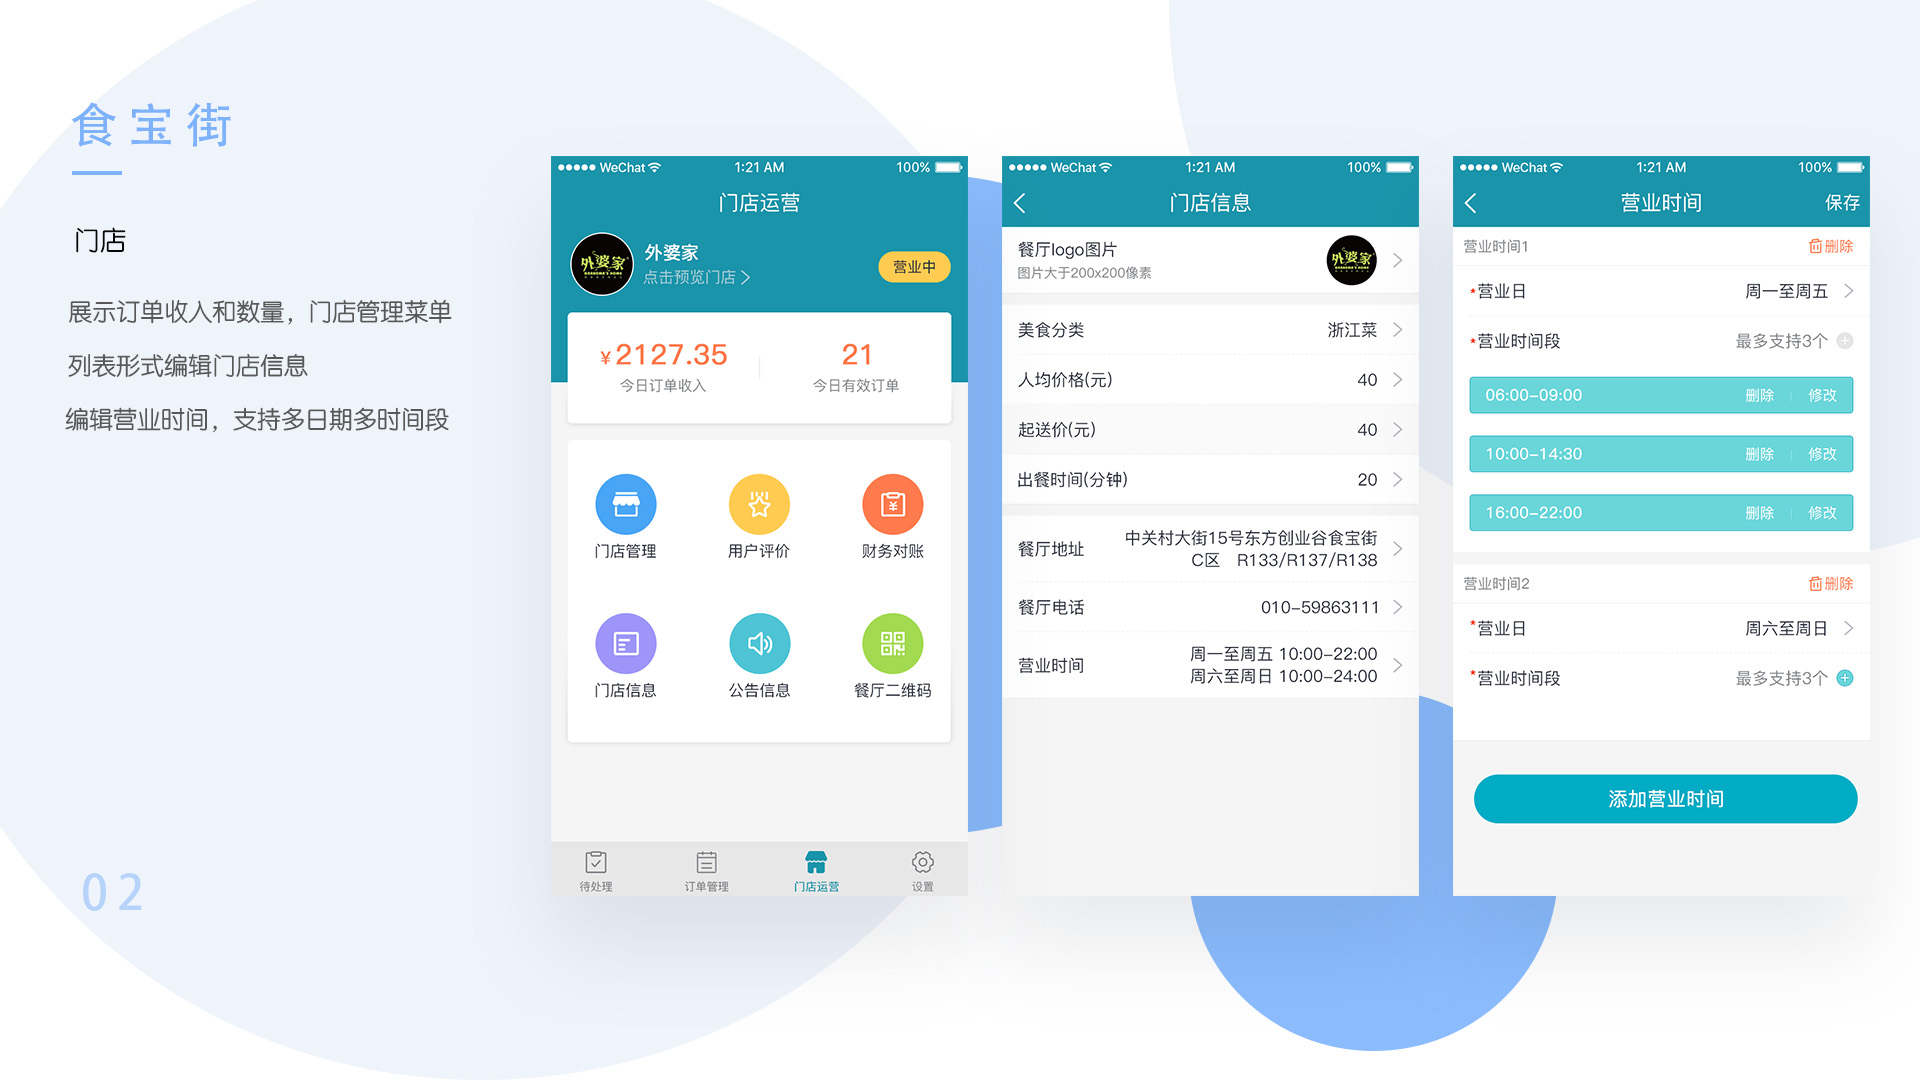 食宝街
门店
展示订单收入和数量，门店管理菜单
列表形式编辑门店信息
编辑营业时间，支持多日期多时间段
02
WeChat 1:21 AM 100%
门店运营
外婆家
外婆家
点击预览门店
营业中
¥2127.35
今日订单收入
21
今日有效订单
门店管理
用户评价
财务对账
门店信息
公告信息
餐厅二维码
待处理
订单管理
门店运营
设置
WeChat 1:21 AM 100%
门店信息
餐厅logo图片
图片大于200x200像素
外婆家
美食分类 浙江菜
人均价格(元) 40
起送价(元) 40
出餐时间(分钟) 20
餐厅地址 中关村大街15号东方创业谷食宝街
C区 R133/R137/R138
餐厅电话 010-59863111
营业时间 周一至周五 10:00-22:00
周六至周日 10:00-24:00
WeChat 1:21 AM 100%
营业时间 保存
营业时间1 删除
*营业日 周一至周五
*营业时间段 最多支持3个
06:00-09:00 删除 修改
10:00-14:30 删除 修改
16:00-22:00 删除 修改
营业时间2 删除
*营业日 周六至周日
*营业时间段 最多支持3个
添加营业时间